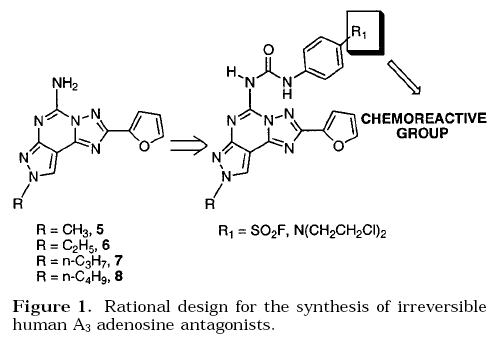 NH₂
N
N
N
N
N
N
N
O
R
R = CH₃, 5
R = C₂H₅, 6
R = n-C₃H₇, 7
R = n-C₄H₉, 8
O
R₁
N
H
N
H
N
N
N
N
N
N
N
O
R
CHEMOREACTIVE
GROUP
R₁ = SO₂F, N(CH₂CH₂Cl)₂
Figure 1. Rational design for the synthesis of irreversible
human A₃ adenosine antagonists.